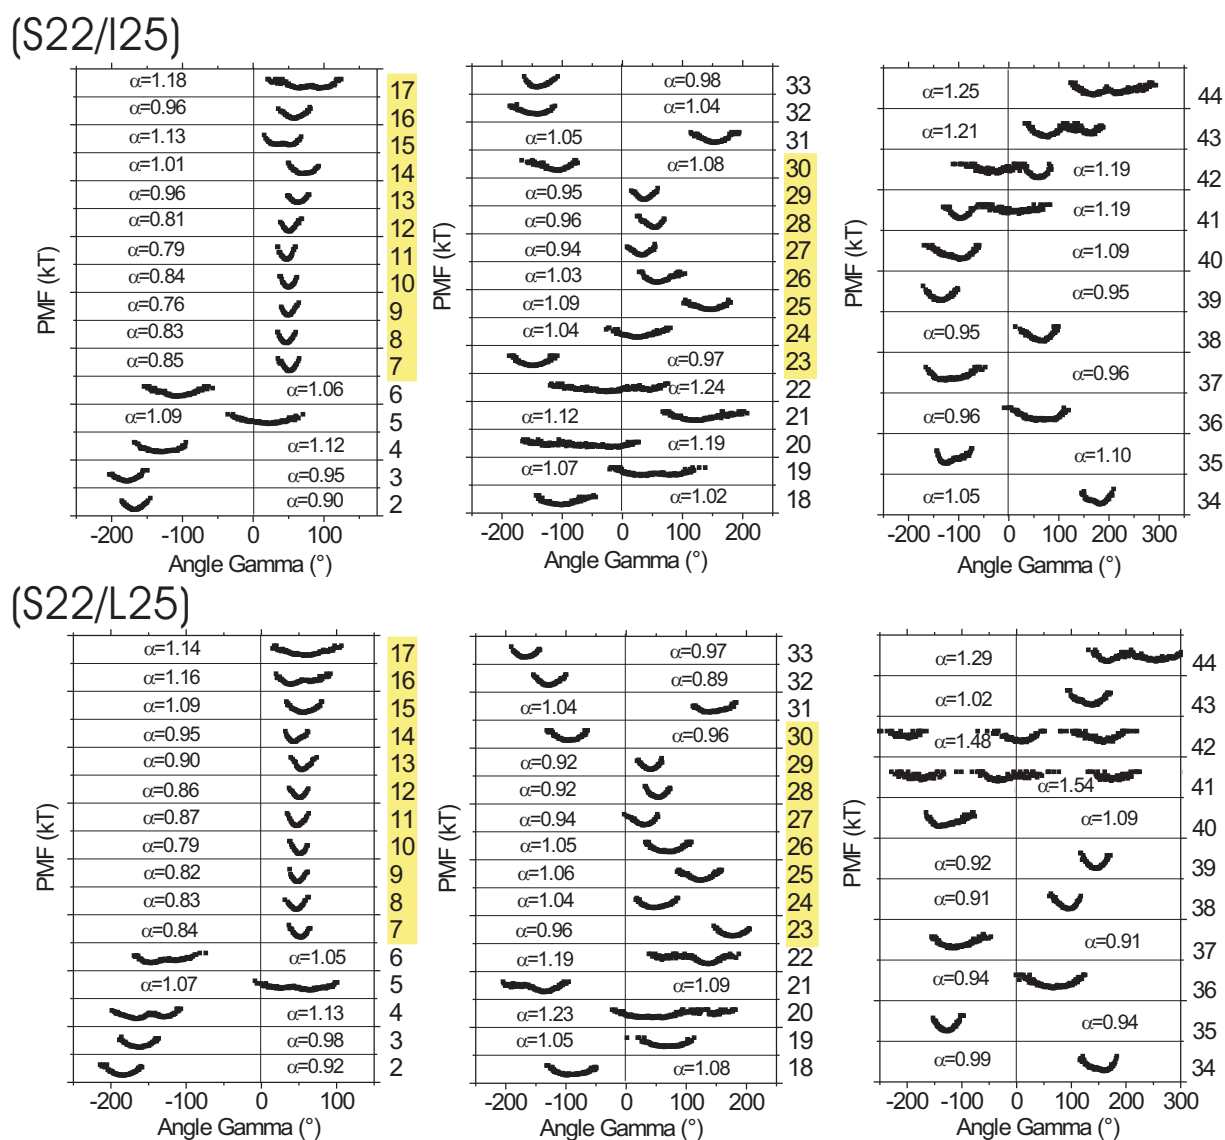 (S22/I25)
PMF (kT)
α=1.18 17
α=0.96 16
α=1.13 15
α=1.01 14
α=0.96 13
α=0.81 12
α=0.79 11
α=0.84 10
α=0.76 9
α=0.83 8
α=0.85 7
α=1.06 6
α=1.09 5
α=1.12 4
α=0.95 3
α=0.90 2
-200 -100 0 100
Angle Gamma (°)
PMF (kT)
α=0.98 33
α=1.04 32
α=1.05 31
α=1.08 30
α=0.95 29
α=0.96 28
α=0.94 27
α=1.03 26
α=1.09 25
α=1.04 24
α=0.97 23
α=1.24 22
α=1.12 21
α=1.19 20
α=1.07 19
α=1.02 18
-200 -100 0 100 200
Angle Gamma (°)
PMF (kT)
α=1.25 44
α=1.21 43
α=1.19 42
α=1.19 41
α=1.09 40
α=0.95 39
α=0.95 38
α=0.96 37
α=0.96 36
α=1.10 35
α=1.05 34
-200 -100 0 100 200 300
Angle Gamma (°)
(S22/L25)
PMF (kT)
α=1.14 17
α=1.16 16
α=1.09 15
α=0.95 14
α=0.90 13
α=0.86 12
α=0.87 11
α=0.79 10
α=0.82 9
α=0.83 8
α=0.84 7
α=1.05 6
α=1.07 5
α=1.13 4
α=0.98 3
α=0.92 2
-200 -100 0 100
Angle Gamma (°)
PMF (kT)
α=0.97 33
α=0.89 32
α=1.04 31
α=0.96 30
α=0.92 29
α=0.92 28
α=0.94 27
α=1.05 26
α=1.06 25
α=1.04 24
α=0.96 23
α=1.19 22
α=1.09 21
α=1.23 20
α=1.05 19
α=1.08 18
-200 -100 0 100 200
Angle Gamma (°)
PMF (kT)
α=1.29 44
α=1.02 43
α=1.48 42
α=1.54 41
α=1.09 40
α=0.92 39
α=0.91 38
α=0.91 37
α=0.94 36
α=0.94 35
α=0.99 34
-200 -100 0 100 200 300
Angle Gamma (°)